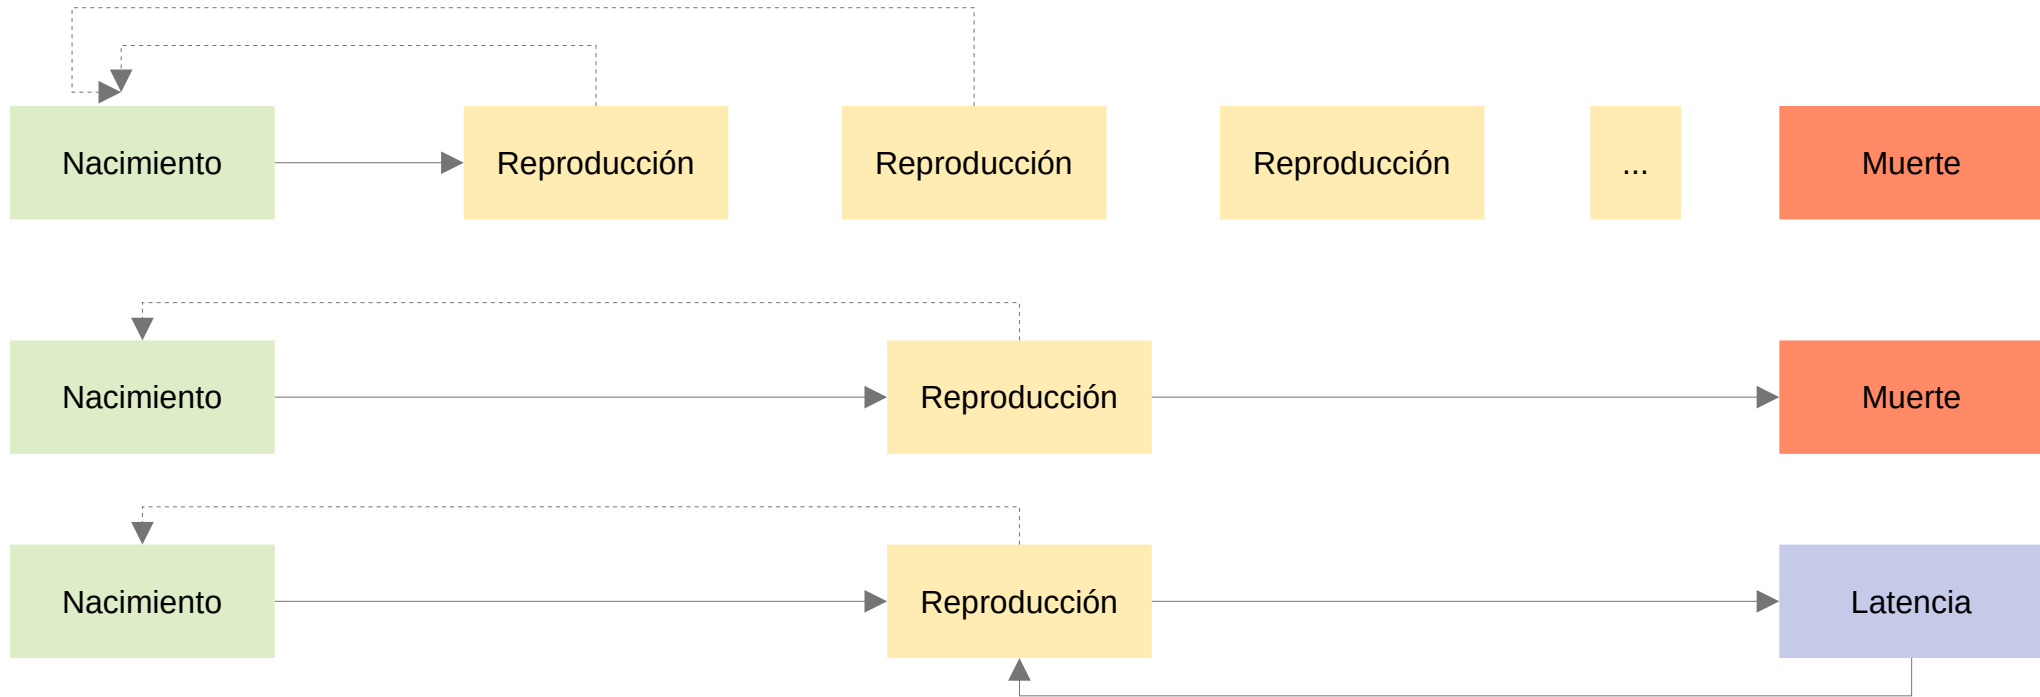 Nacimiento
Reproducción
Reproducción
Reproducción
...
Muerte
Nacimiento
Reproducción
Muerte
Nacimiento
Reproducción
Latencia